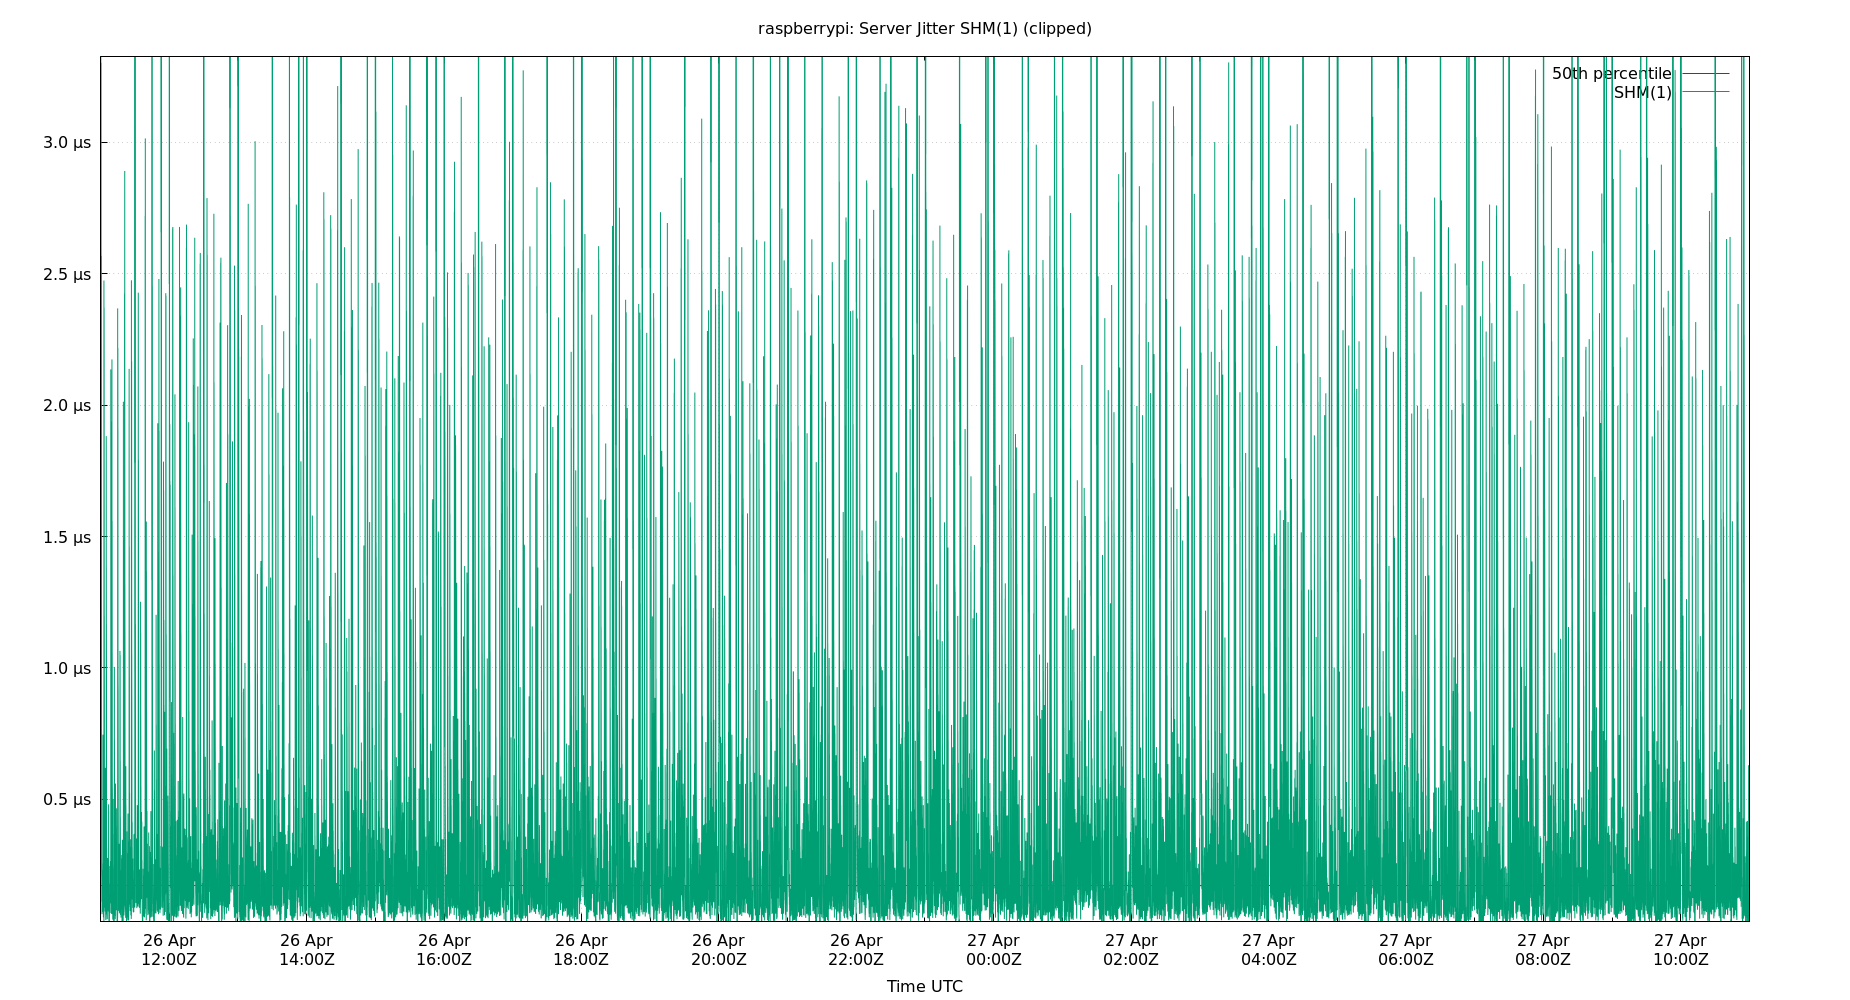 raspberrypi: Server Jitter SHM(1) (clipped)
50th percentile
SHM(1)
3.0 µs
2.5 µs
2.0 µs
1.5 µs
1.0 µs
0.5 µs
26 Apr 26 Apr 26 Apr 26 Apr 26 Apr 26 Apr 27 Apr 27 Apr 27 Apr 27 Apr 27 Apr 27 Apr
12:00Z 14:00Z 16:00Z 18:00Z 20:00Z 22:00Z 00:00Z 02:00Z 04:00Z 06:00Z 08:00Z 10:00Z
Time UTC